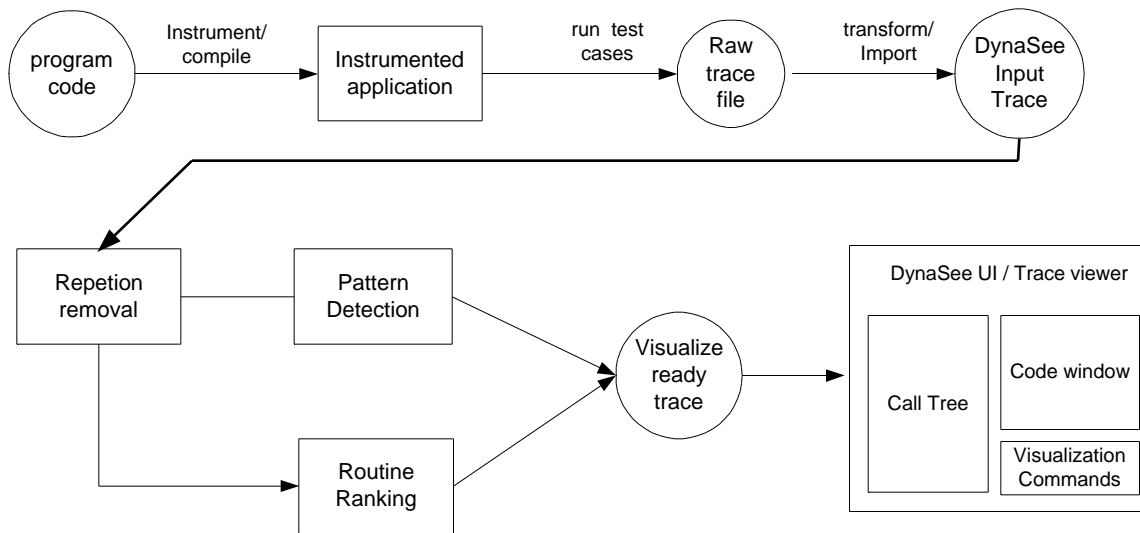 program
code
Instrument/
compile
Instrumented
application
run test
cases
Raw
trace
file
transform/
Import
DynaSee
Input
Trace
Repetion
removal
Pattern
Detection
Routine
Ranking
Visualize
ready
trace
DynaSee UI / Trace viewer
Call Tree
Code window
Visualization
Commands